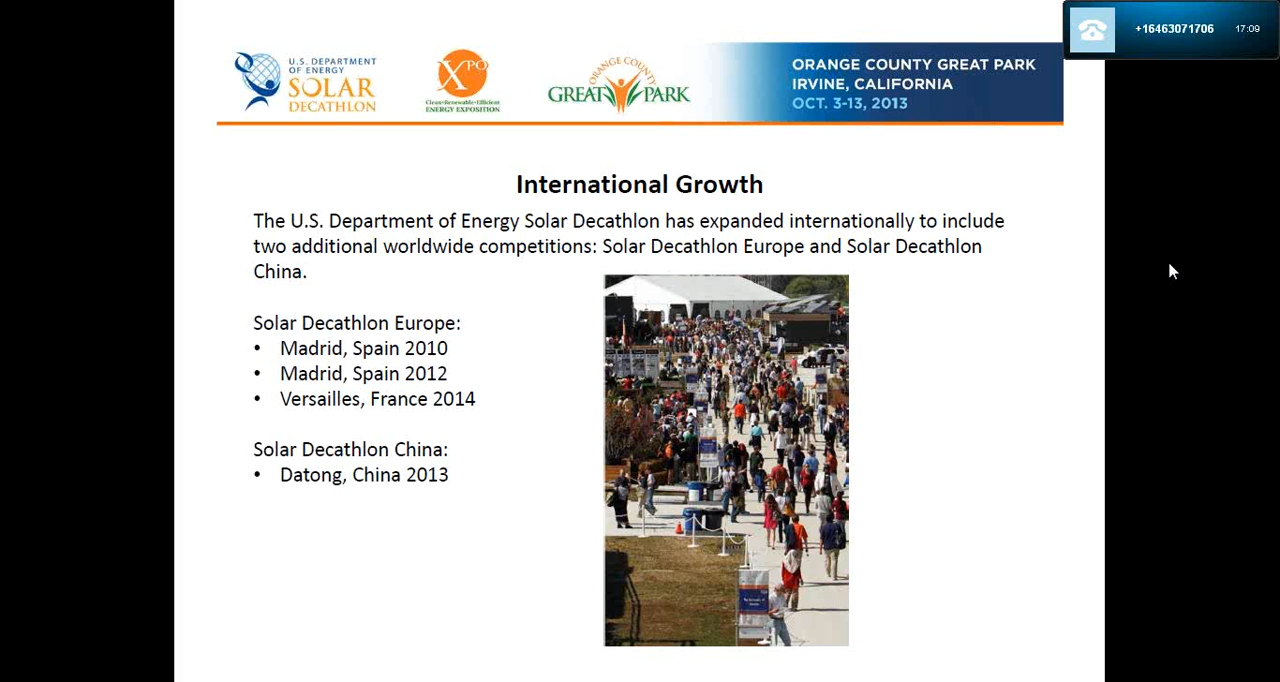 U.S. DEPARTMENT
OF ENERGY
SOLAR
DECATHLON
XPO
Clean•Renewable•Efficient
ENERGY EXPOSITION
ORANGE COUNTY
GREAT PARK
ORANGE COUNTY GREAT PARK
IRVINE, CALIFORNIA
OCT. 3-13, 2013
+16463071706 17:09
International Growth
The U.S. Department of Energy Solar Decathlon has expanded internationally to include
two additional worldwide competitions: Solar Decathlon Europe and Solar Decathlon
China.
Solar Decathlon Europe:
• Madrid, Spain 2010
• Madrid, Spain 2012
• Versailles, France 2014
Solar Decathlon China:
• Datong, China 2013